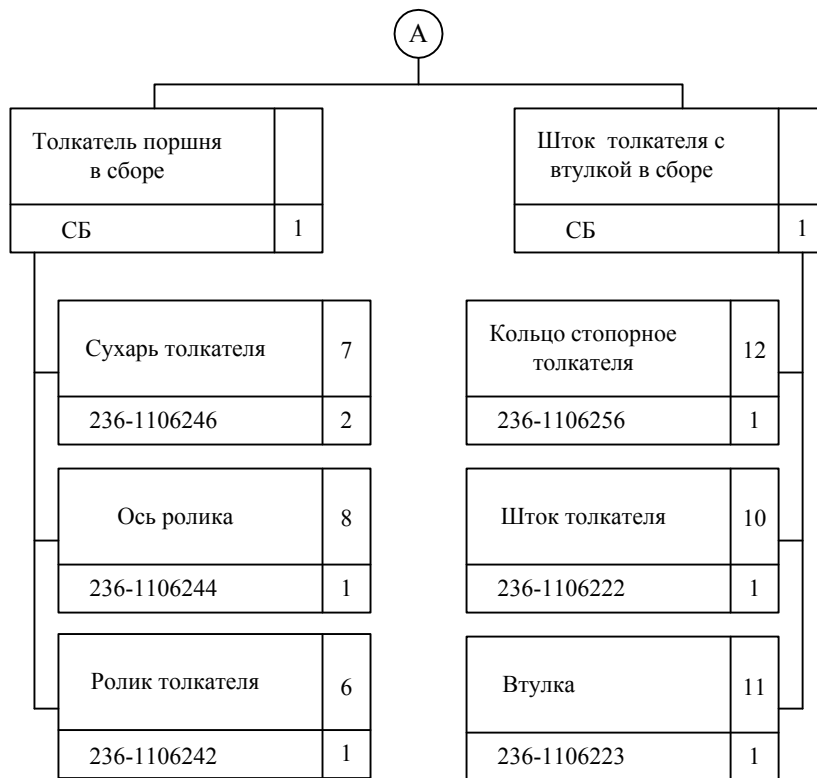 А
Толкатель поршня
в сборе
СБ 1
Шток толкателя с
втулкой в сборе
СБ 1
Сухарь толкателя 7
236-1106246 2
Кольцо стопорное
толкателя 12
236-1106256 1
Ось ролика 8
236-1106244 1
Шток толкателя 10
236-1106222 1
Ролик толкателя 6
236-1106242 1
Втулка 11
236-1106223 1